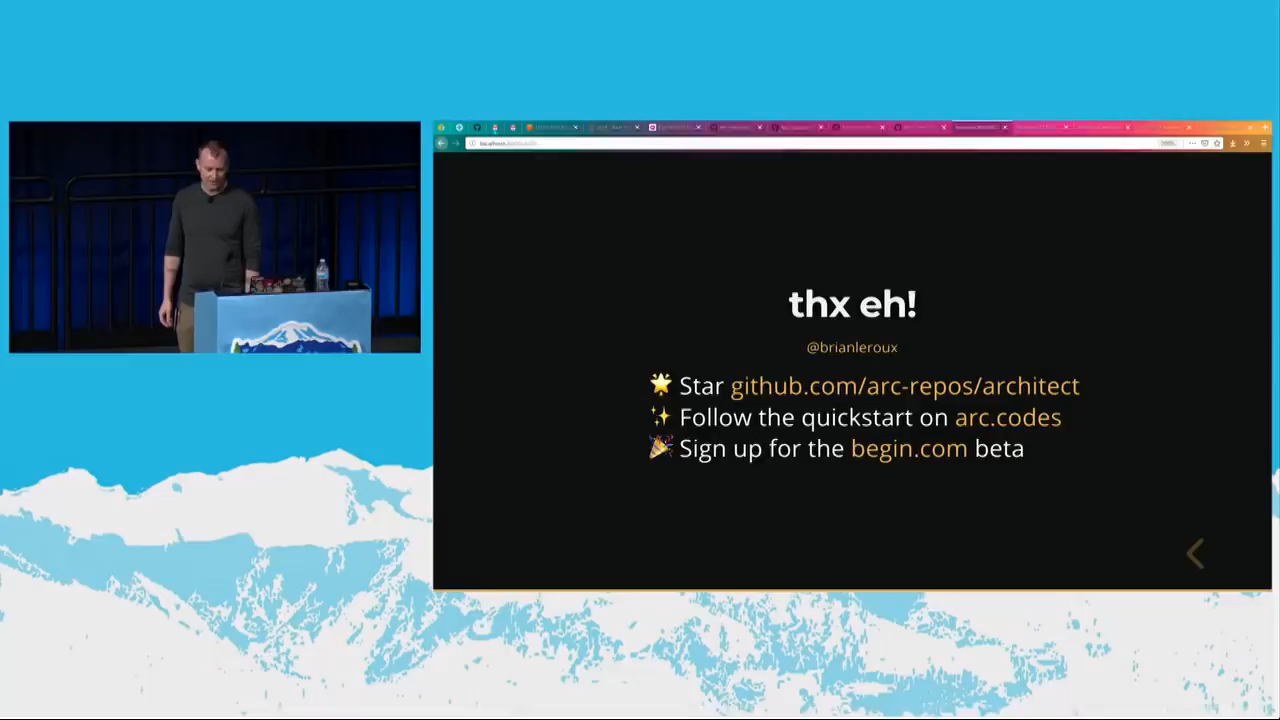 thx eh!
@brianleroux
🌟 Star github.com/arc-repos/architect
✨ Follow the quickstart on arc.codes
🎉 Sign up for the begin.com beta